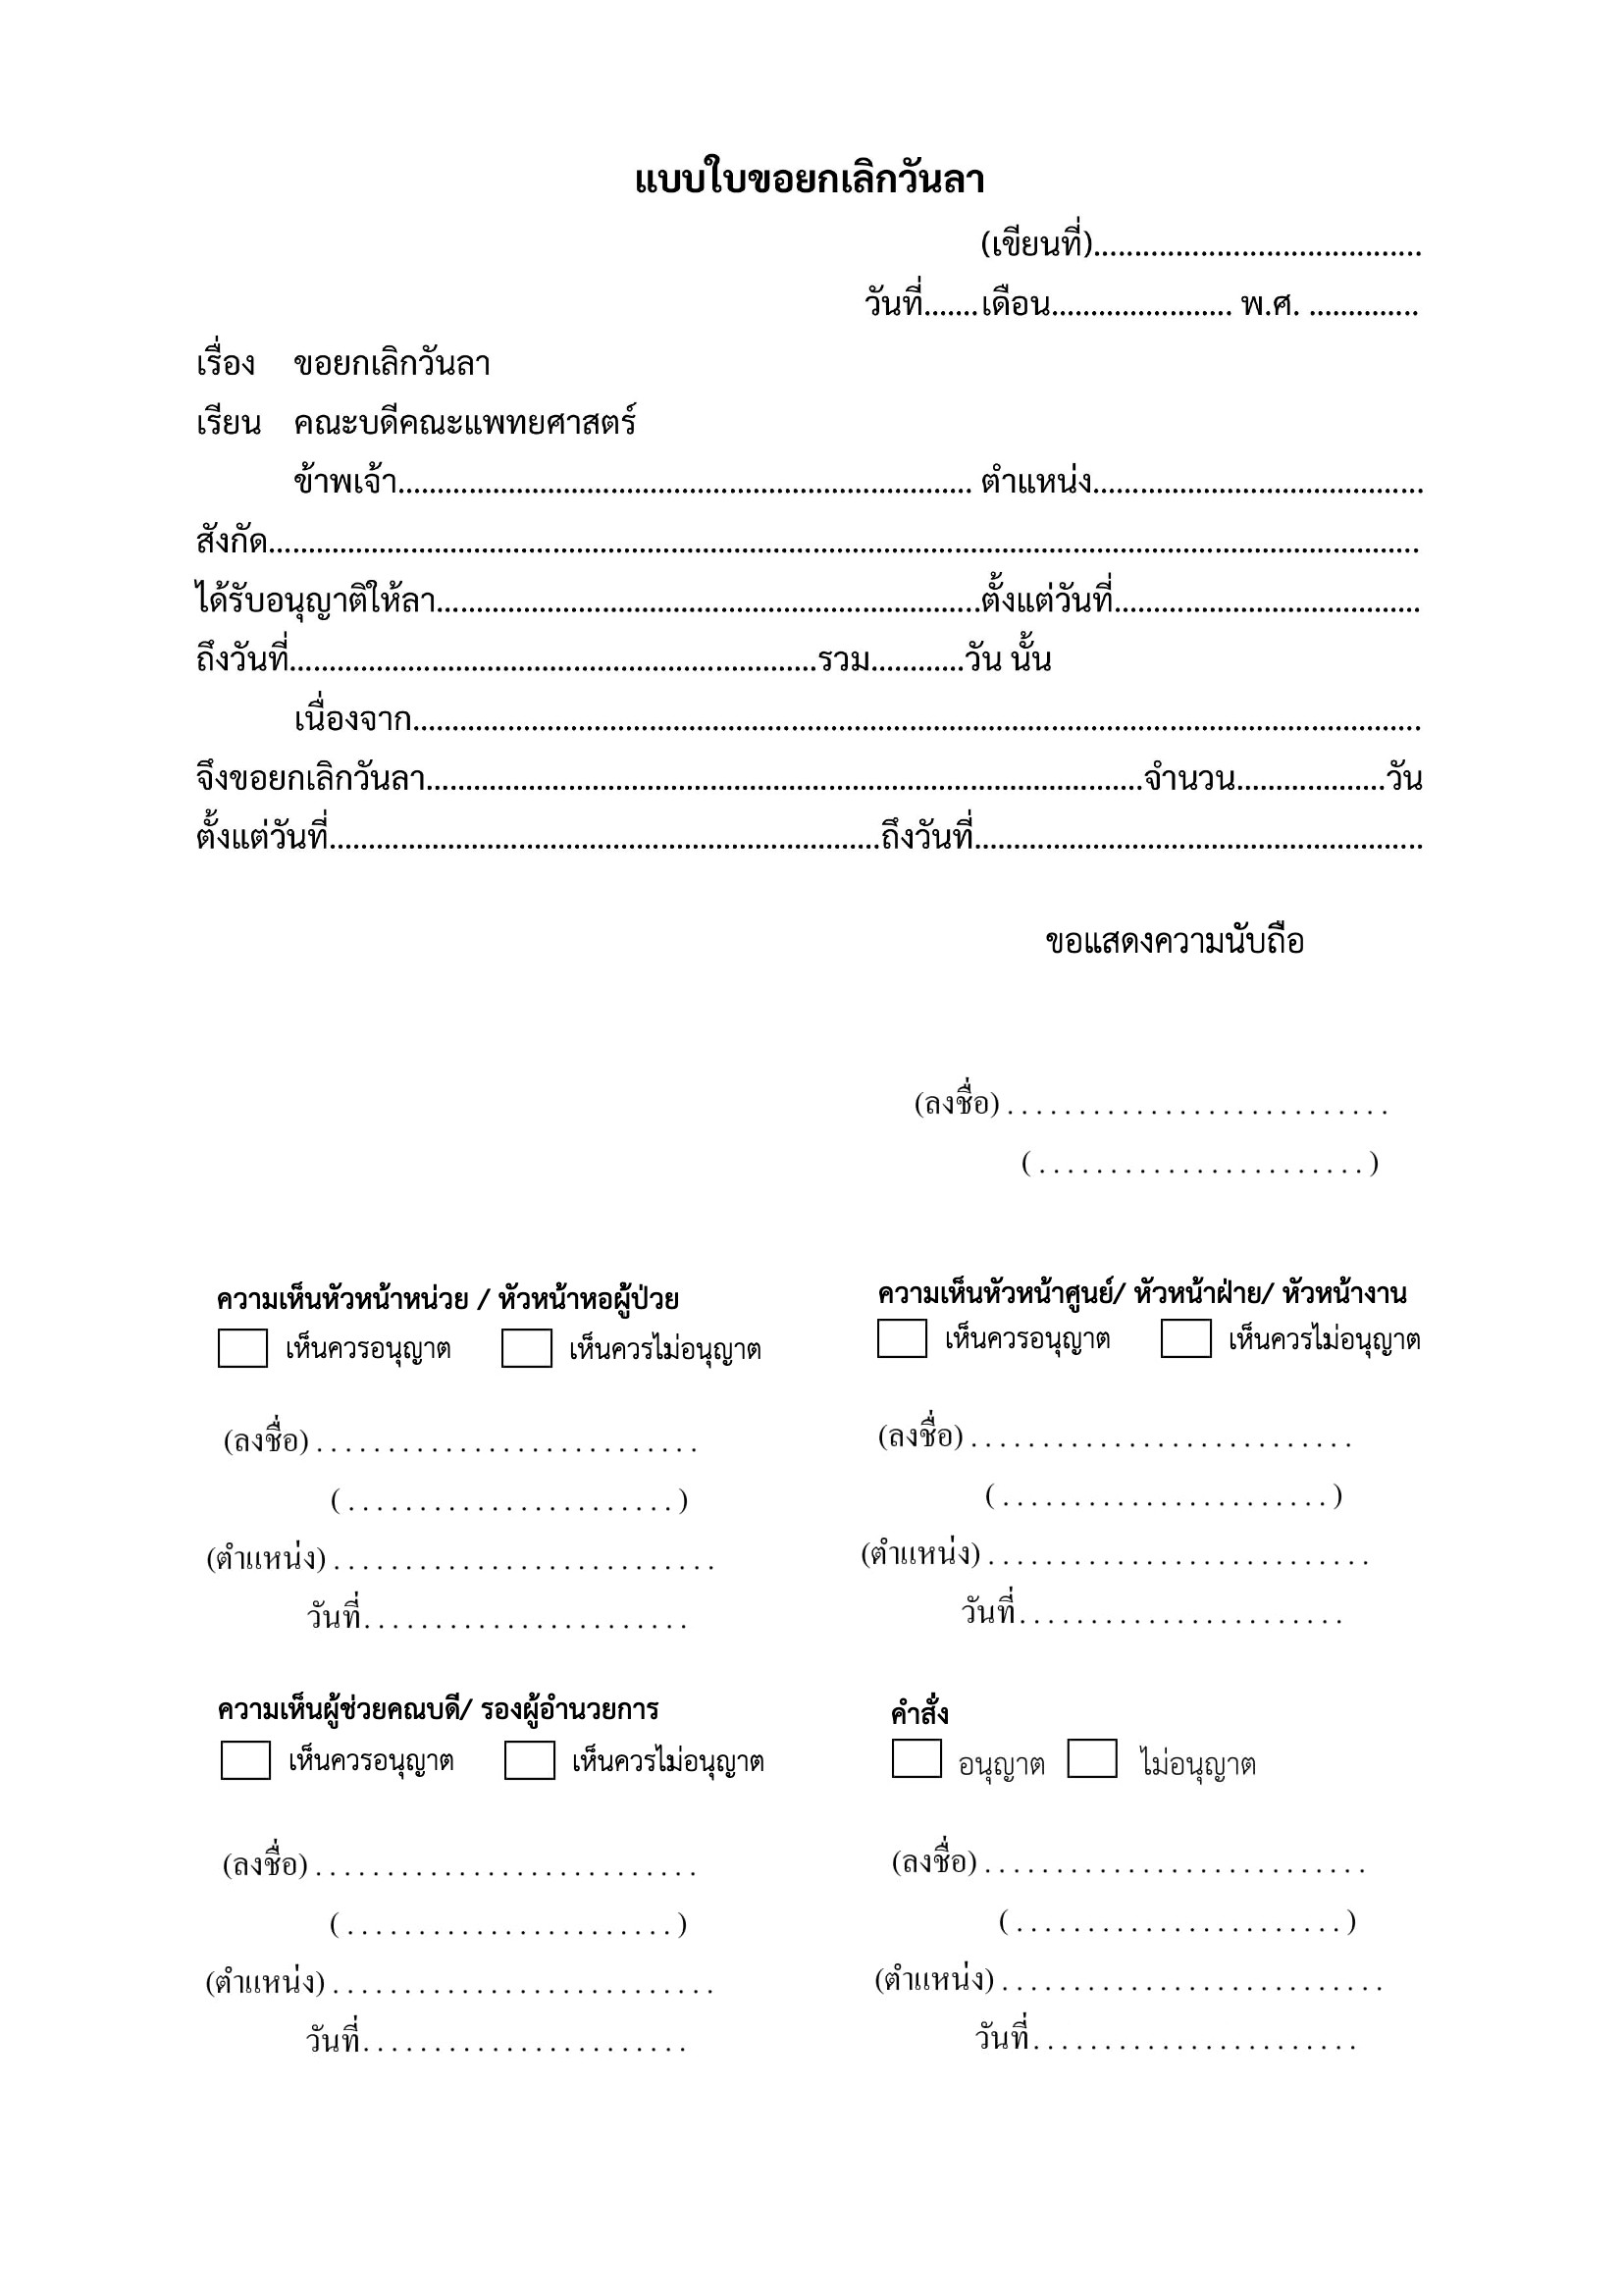 แบบใบขอยกเลิกวันลา
(เขียนที่)........................................
วันที่.......เดือน....................... พ.ศ. ..............
เรื่อง ขอยกเลิกวันลา
เรียน คณะบดีคณะแพทยศาสตร์
ข้าพเจ้า......................................................................... ตำแหน่ง..........................................
สังกัด..................................................................................................................................................
ได้รับอนุญาติให้ลา.....................................................................ตั้งแต่วันที่.......................................
ถึงวันที่...................................................................รวม............วัน นั้น
เนื่องจาก................................................................................................................................
จึงขอยกเลิกวันลา...........................................................................................จำนวน...................วัน
ตั้งแต่วันที่......................................................................ถึงวันที่.........................................................
ขอแสดงความนับถือ
(ลงชื่อ) . . . . . . . . . . . . . . . . . . . . . . . . . . .
( . . . . . . . . . . . . . . . . . . . . . . . )
ความเห็นหัวหน้าหน่วย / หัวหน้าหอผู้ป่วย
เห็นควรอนุญาต เห็นควรไม่อนุญาต
(ลงชื่อ) . . . . . . . . . . . . . . . . . . . . . . . . . . .
( . . . . . . . . . . . . . . . . . . . . . . . )
(ตำแหน่ง) . . . . . . . . . . . . . . . . . . . . . . . . . . .
วันที่. . . . . . . . . . . . . . . . . . . . . . .
ความเห็นหัวหน้าศูนย์/ หัวหน้าฝ่าย/ หัวหน้างาน
เห็นควรอนุญาต เห็นควรไม่อนุญาต
(ลงชื่อ) . . . . . . . . . . . . . . . . . . . . . . . . . . .
( . . . . . . . . . . . . . . . . . . . . . . . )
(ตำแหน่ง) . . . . . . . . . . . . . . . . . . . . . . . . . . .
วันที่. . . . . . . . . . . . . . . . . . . . . . .
ความเห็นผู้ช่วยคณบดี/ รองผู้อำนวยการ
เห็นควรอนุญาต เห็นควรไม่อนุญาต
(ลงชื่อ) . . . . . . . . . . . . . . . . . . . . . . . . . . .
( . . . . . . . . . . . . . . . . . . . . . . . )
(ตำแหน่ง) . . . . . . . . . . . . . . . . . . . . . . . . . . .
วันที่. . . . . . . . . . . . . . . . . . . . . . .
คำสั่ง
อนุญาต ไม่อนุญาต
(ลงชื่อ) . . . . . . . . . . . . . . . . . . . . . . . . . . .
( . . . . . . . . . . . . . . . . . . . . . . . )
(ตำแหน่ง) . . . . . . . . . . . . . . . . . . . . . . . . . . .
วันที่. . . . . . . . . . . . . . . . . . . . . . .